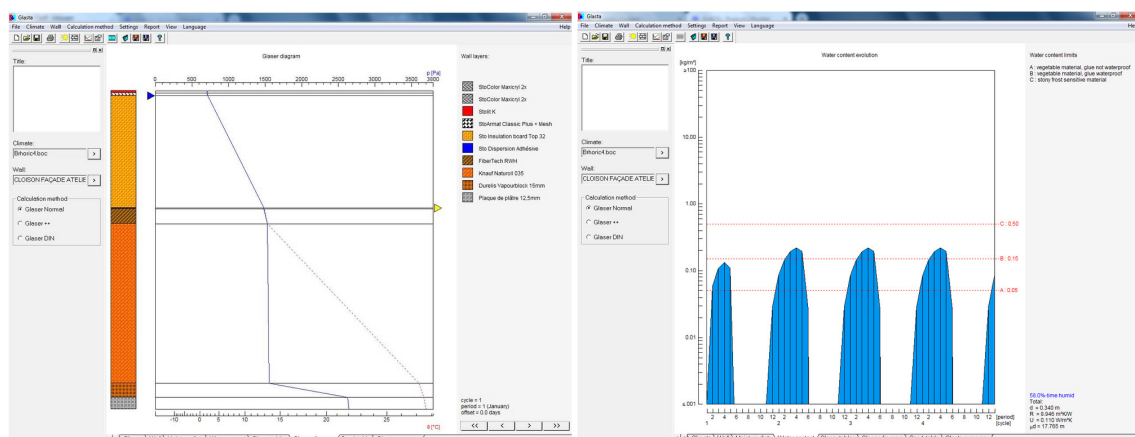 Glasta
File Climate Wall Calculation method Settings Report View Language Help
Title:
Climate:
Brhoric4.boc
>
Wall:
CLOISON FAÇADE ATELIE
>
Calculation method
Glaser Normal
Glaser ++
Glaser DIN
Glaser diagram
p [Pa]
0 500 1000 1500 2000 2500 3000 3500 3800
-10 0 5 10 15 20 25
θ [°C]
Wall layers:
StoColor Maxicryl 2x
StoColor Maxicryl 2x
Stolit K
StoArmat Classic Plus + Mesh
Sto Insulation board Top 32
Sto Dispersion Adhésive
FiberTech RWH
Knauf Naturoll 035
Durelis Vapourblock 15mm
Plaque de plâtre 12,5mm
cycle = 1
period = 1 (January)
offset = 0.0 days
<< < > >>
Glasta
File Climate Wall Calculation method Settings Report View Language He
Title:
Climate:
Brhoric4.boc
>
Wall:
CLOISON FAÇADE ATELIE
>
Calculation method
Glaser Normal
Glaser ++
Glaser DIN
Water content evolution
[kg/m²]
≥100
10.00
1.00
0.10
0.01
≤.001
C : 0.50
B : 0.15
A : 0.05
2 4 6 8 10 12 2 4 6 8 10 12 2 4 6 8 10 12 2 4 6 8 10 12 [period]
1 2 3 4 [cycle]
Water content limits
A : vegetable material, glue not waterproof
B : vegetable material, glue waterproof
C : stony frost sensitive material
58.0%-time humid
Total:
d = 0.340 m
R = 8.946 m²K/W
U = 0.110 W/m²K
μd = 17.765 m